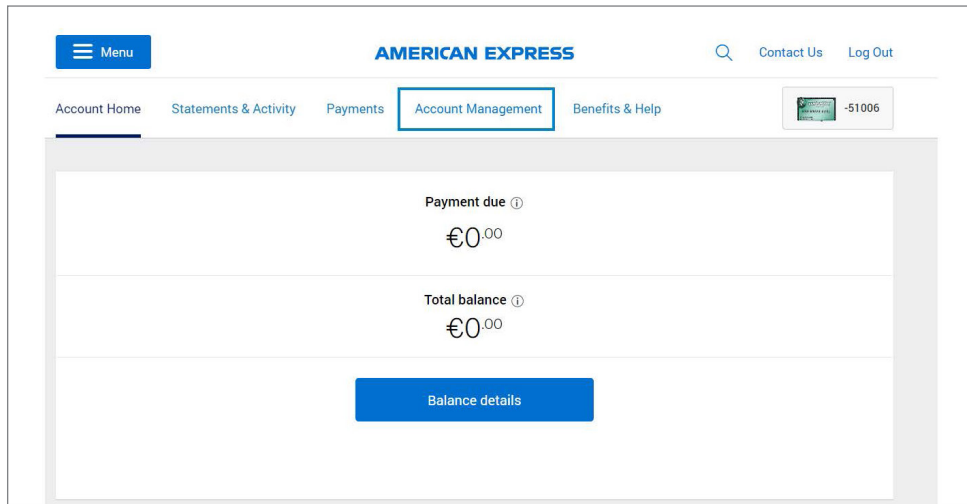 Menu
AMERICAN EXPRESS
Contact Us
Log Out
Account Home
Statements & Activity
Payments
Account Management
Benefits & Help
-51006
Payment due
€0.00
Total balance
€0.00
Balance details